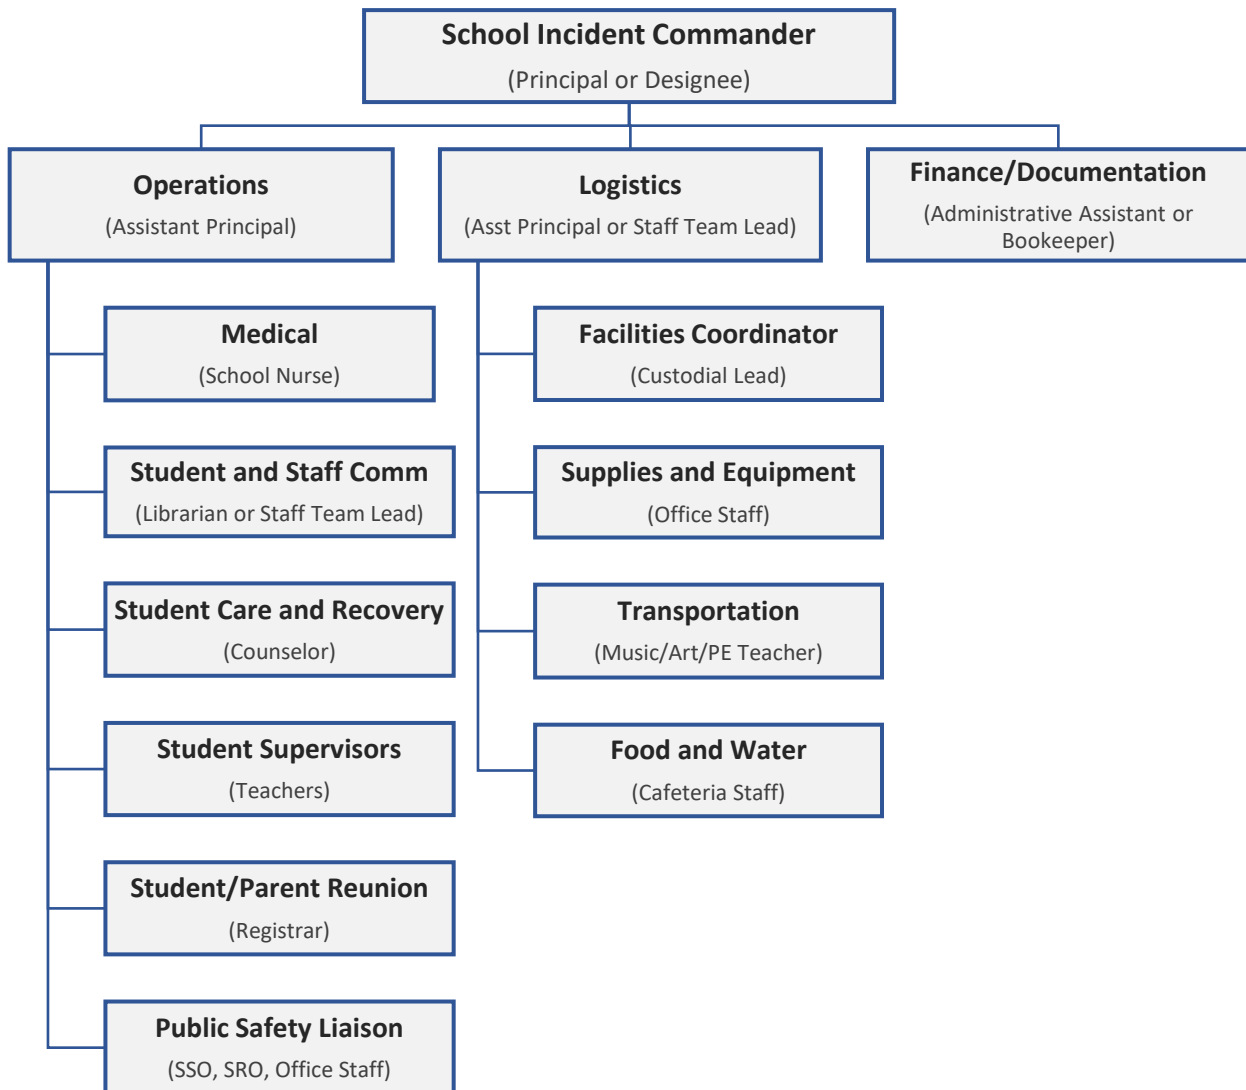 School Incident Commander
(Principal or Designee)
Operations
(Assistant Principal)
Logistics
(Asst Principal or Staff Team Lead)
Finance/Documentation
(Administrative Assistant or
Bookeeper)
Medical
(School Nurse)
Student and Staff Comm
(Librarian or Staff Team Lead)
Student Care and Recovery
(Counselor)
Student Supervisors
(Teachers)
Student/Parent Reunion
(Registrar)
Public Safety Liaison
(SSO, SRO, Office Staff)
Facilities Coordinator
(Custodial Lead)
Supplies and Equipment
(Office Staff)
Transportation
(Music/Art/PE Teacher)
Food and Water
(Cafeteria Staff)